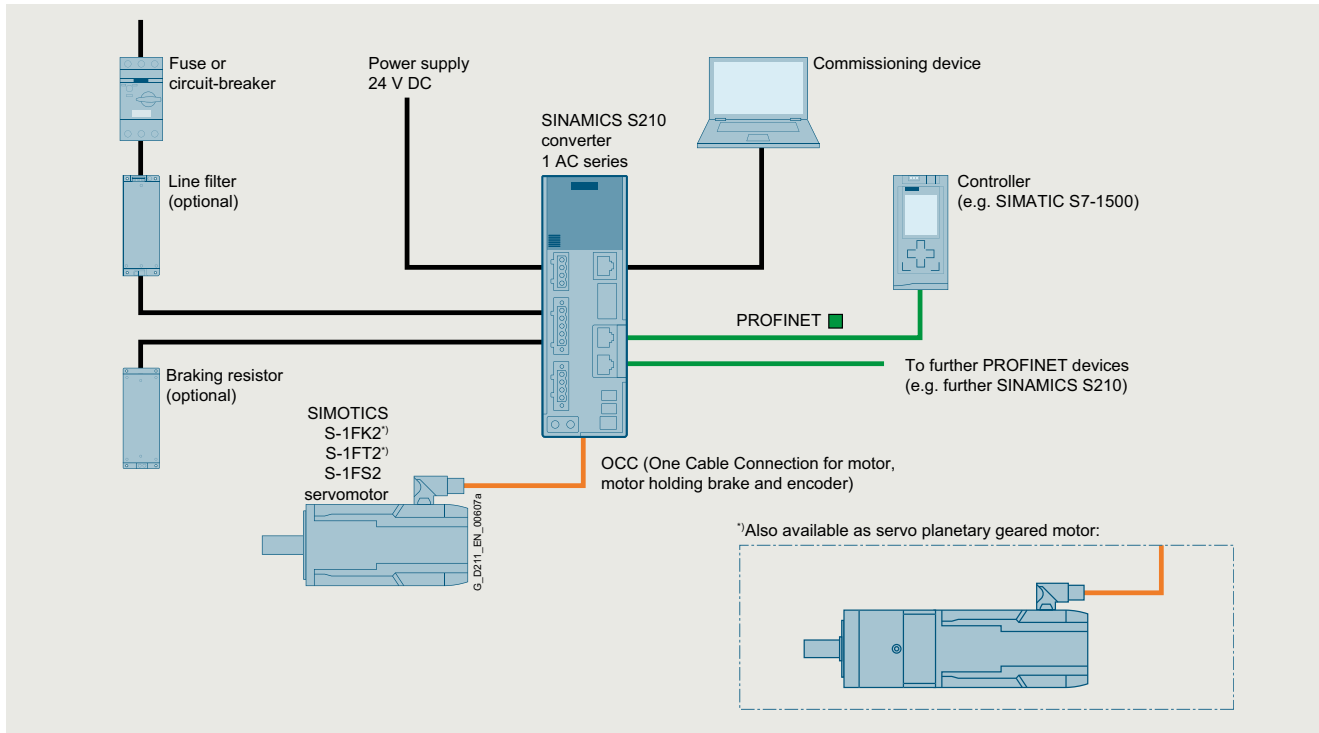 Fuse or
circuit-breaker
Power supply
24 V DC
Commissioning device
SINAMICS S210
converter
1 AC series
Line filter
(optional)
Controller
(e.g. SIMATIC S7-1500)
PROFINET
To further PROFINET devices
(e.g. further SINAMICS S210)
Braking resistor
(optional)
SIMOTICS
S-1FK2*)
S-1FT2*)
S-1FS2
servomotor
OCC (One Cable Connection for motor,
motor holding brake and encoder)
G_D211_EN_00607a
*)Also available as servo planetary geared motor: